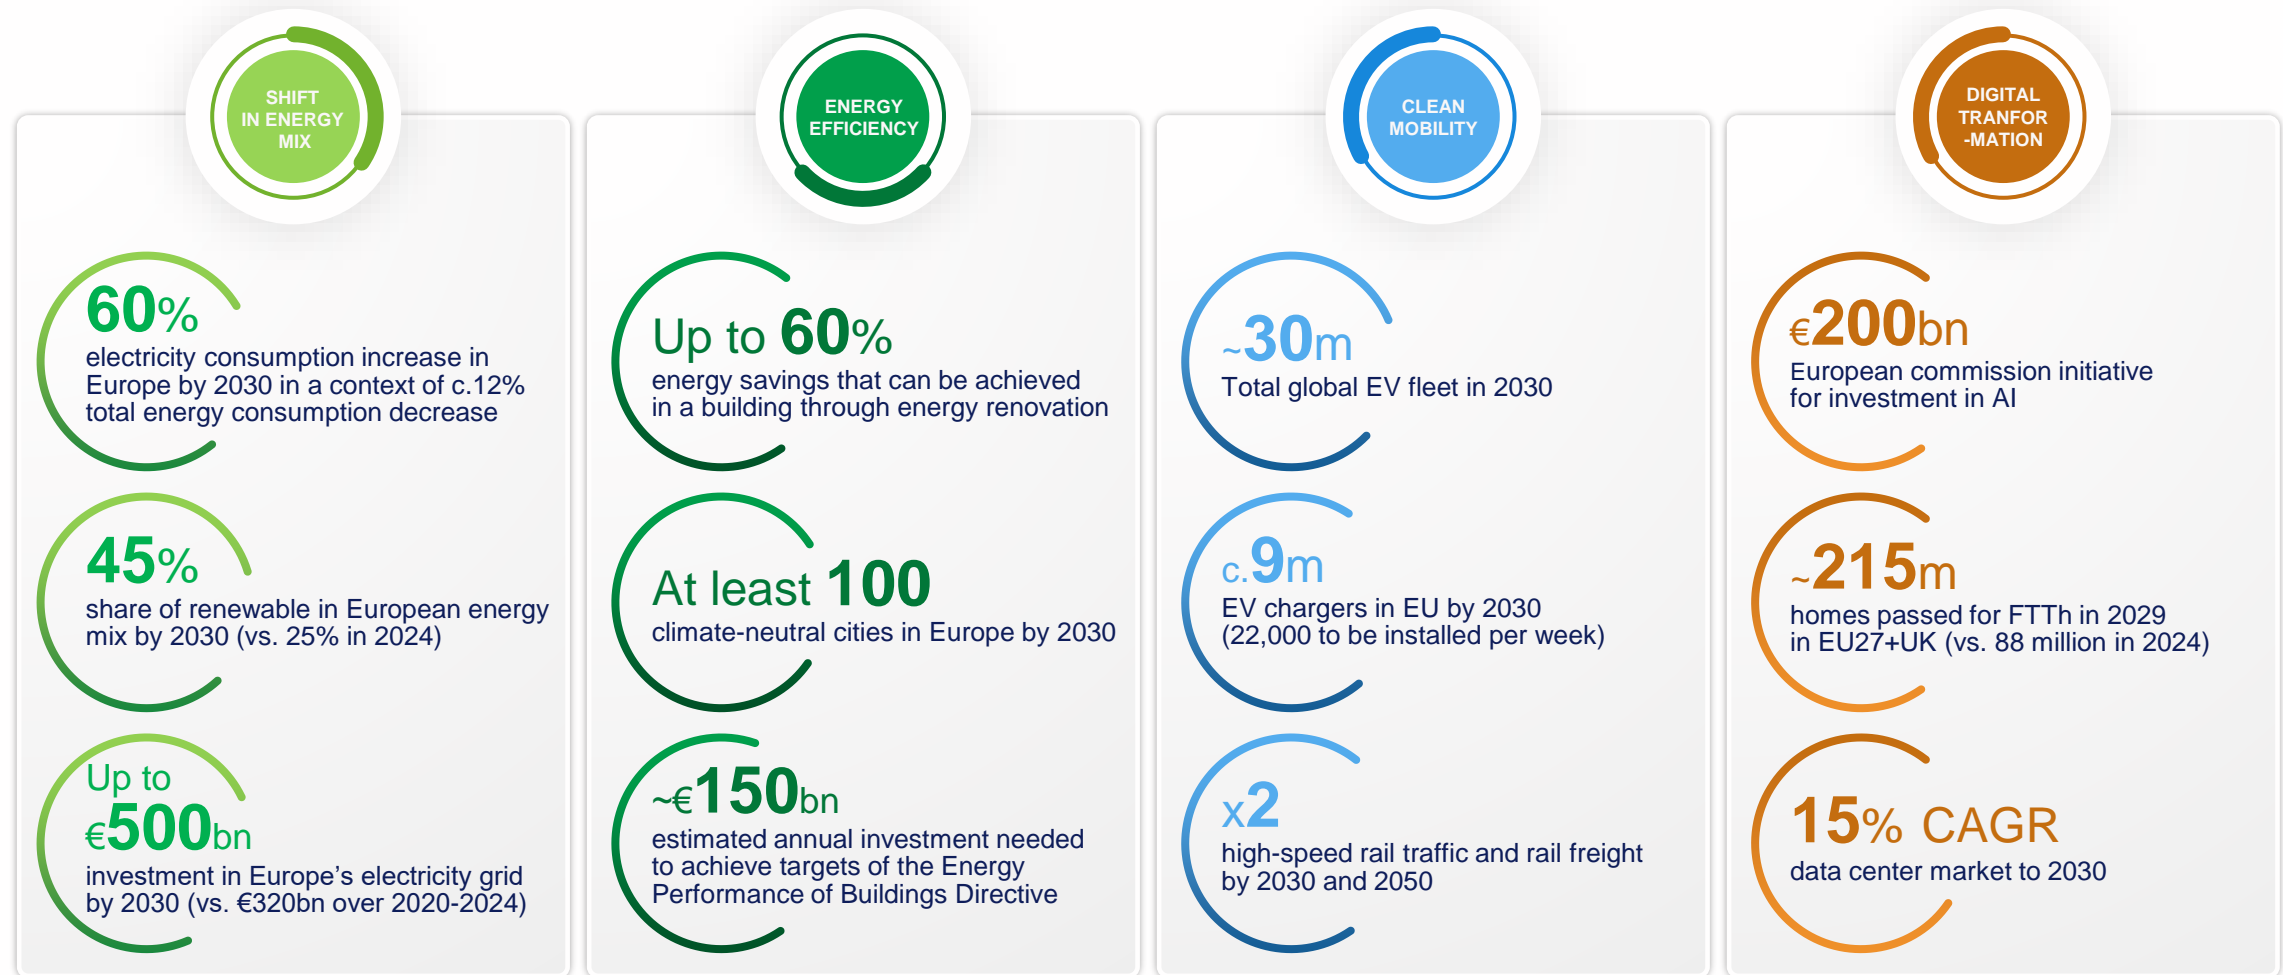 SHIFT
IN ENERGY
MIX
60%
electricity consumption increase in
Europe by 2030 in a context of c.12%
total energy consumption decrease
45%
share of renewable in European energy
mix by 2030 (vs. 25% in 2024)
Up to
€500bn
investment in Europe's electricity grid
by 2030 (vs. €320bn over 2020-2024)
ENERGY
EFFICIENCY
Up to 60%
energy savings that can be achieved
in a building through energy renovation
At least 100
climate-neutral cities in Europe by 2030
~€150bn
estimated annual investment needed
to achieve targets of the Energy
Performance of Buildings Directive
CLEAN
MOBILITY
~30m
Total global EV fleet in 2030
c.9m
EV chargers in EU by 2030
(22,000 to be installed per week)
x2
high-speed rail traffic and rail freight
by 2030 and 2050
DIGITAL
TRANFOR
-MATION
€200bn
European commission initiative
for investment in AI
~215m
homes passed for FTTh in 2029
in EU27+UK (vs. 88 million in 2024)
15% CAGR
data center market to 2030